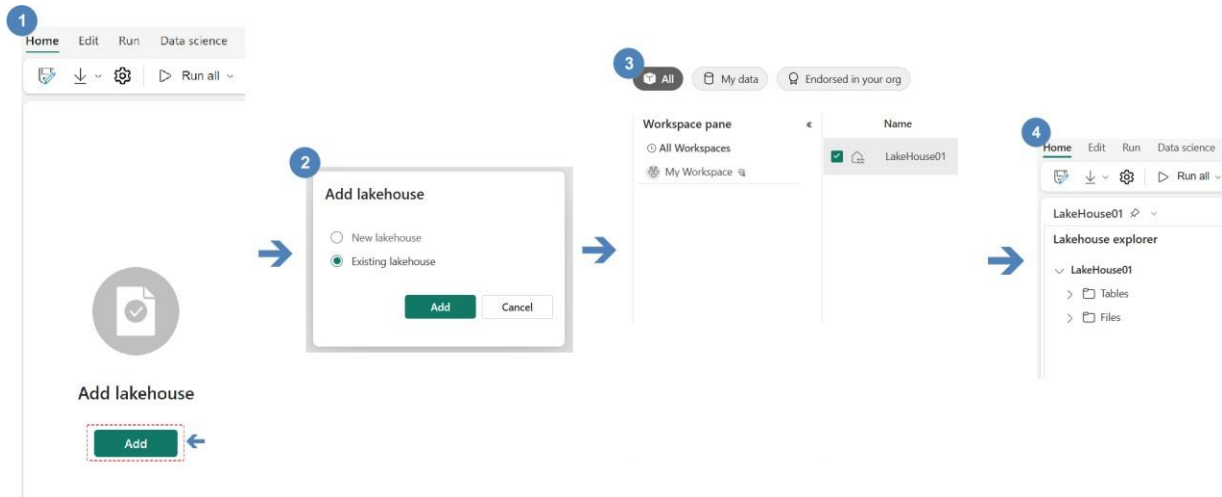 1
Home Edit Run Data science
Run all
Add lakehouse
Add
2
Add lakehouse
New lakehouse
Existing lakehouse
Add Cancel
3
All My data Endorsed in your org
Workspace pane
All Workspaces
My Workspace
Name
LakeHouse01
4
Home Edit Run Data science
Run all
LakeHouse01
Lakehouse explorer
LakeHouse01
Tables
Files